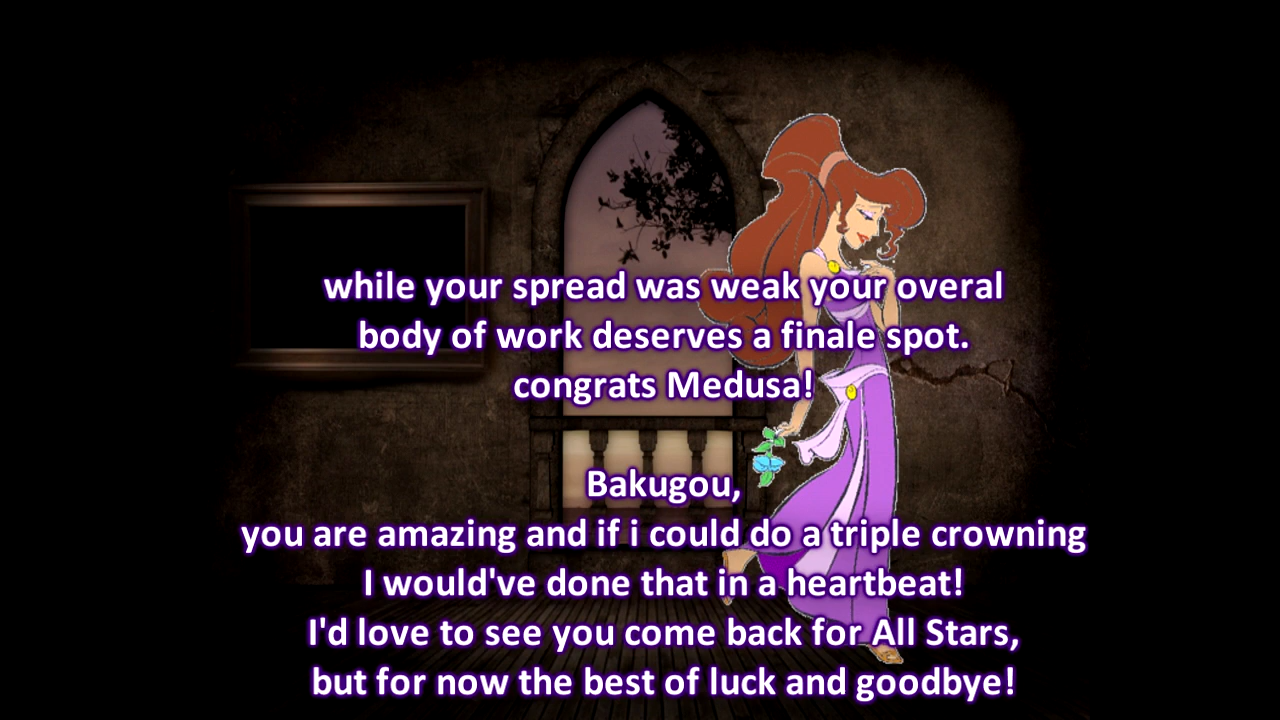 while your spread was weak your overal
body of work deserves a finale spot.
congrats Medusa!
Bakugou,
you are amazing and if i could do a triple crowning
I would've done that in a heartbeat!
I'd love to see you come back for All Stars,
but for now the best of luck and goodbye!